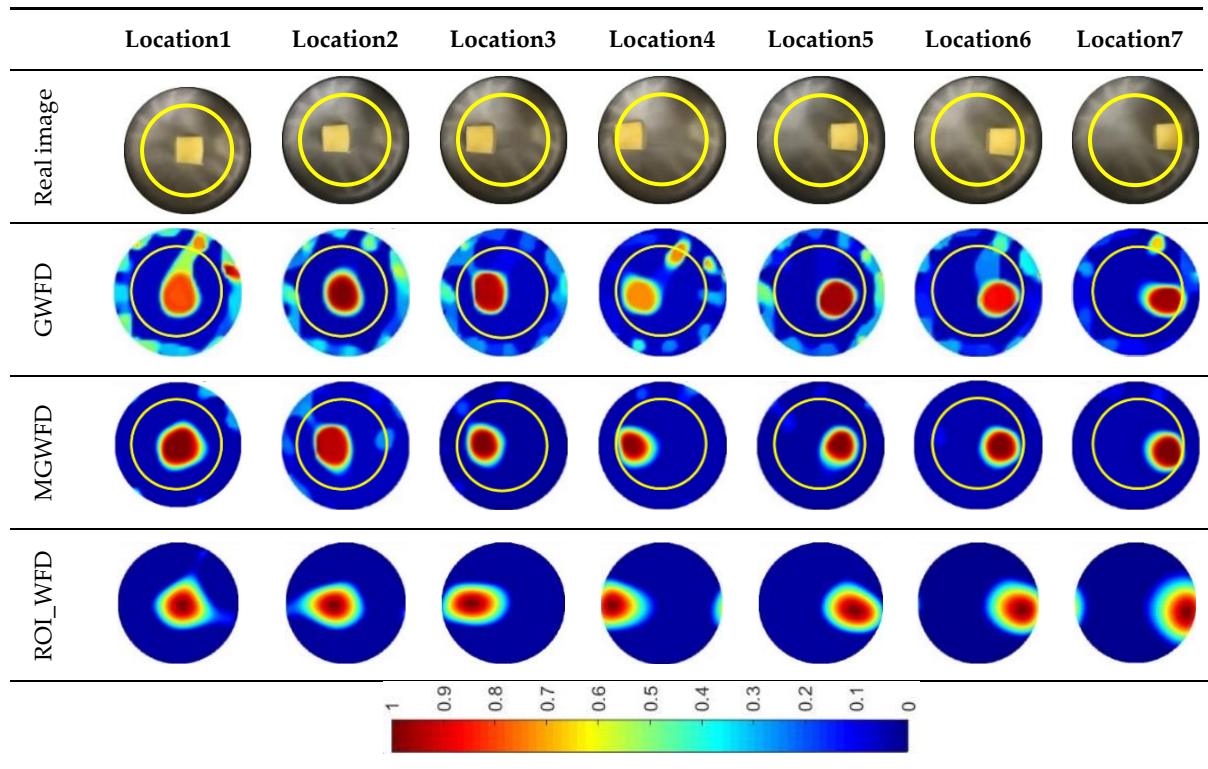 Location1 Location2 Location3 Location4 Location5 Location6 Location7
Real image
GWFD
MGWFD
ROI_WFD
1 0.9 0.8 0.7 0.6 0.5 0.4 0.3 0.2 0.1 0